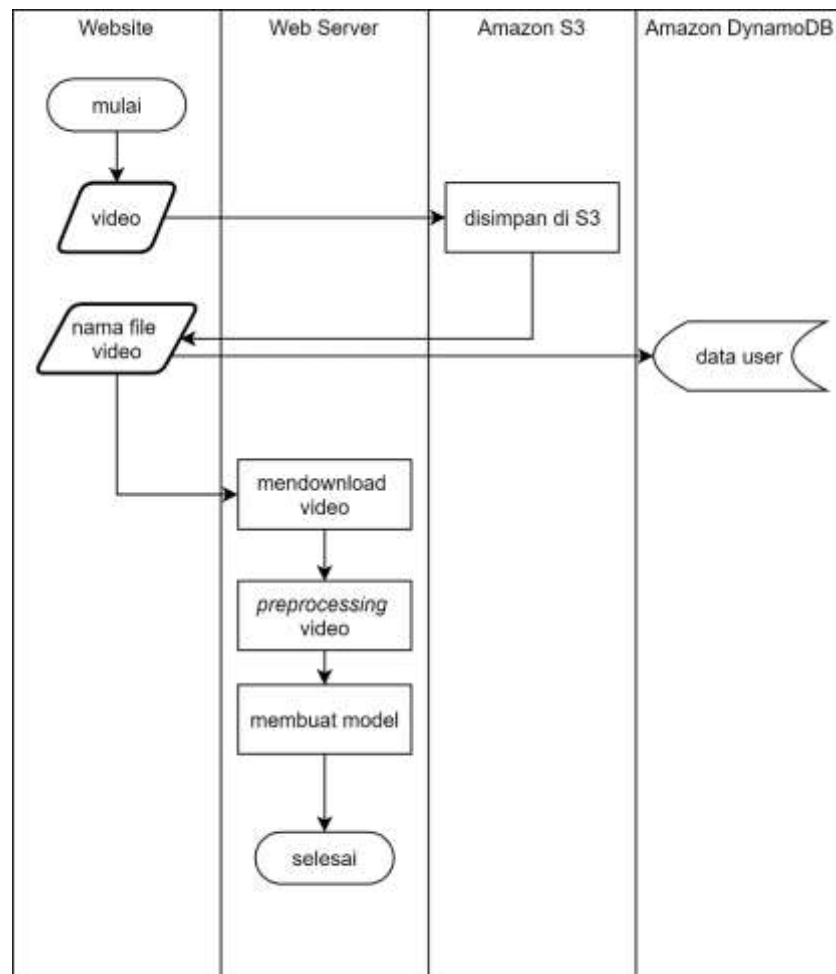 Website
Web Server
Amazon S3
Amazon DynamoDB
mulai
video
disimpan di S3
nama file
video
data user
mendownload
video
preprocessing
video
membuat model
selesai